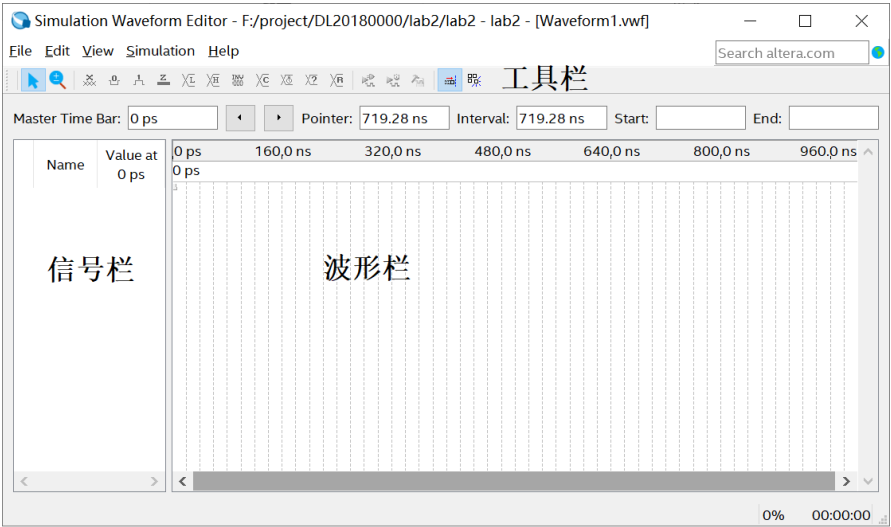 Simulation Waveform Editor - F:/project/DL20180000/lab2/lab2 - lab2 - [Waveform1.vwf]
File Edit View Simulation Help
Search altera.com
工具栏
Master Time Bar: 0 ps Pointer: 719.28 ns Interval: 719.28 ns Start: End:
Name Value at 0 ps
0 ps 160,0 ns 320,0 ns 480,0 ns 640,0 ns 800,0 ns 960,0 ns
0 ps
信号栏 波形栏
0% 00:00:00